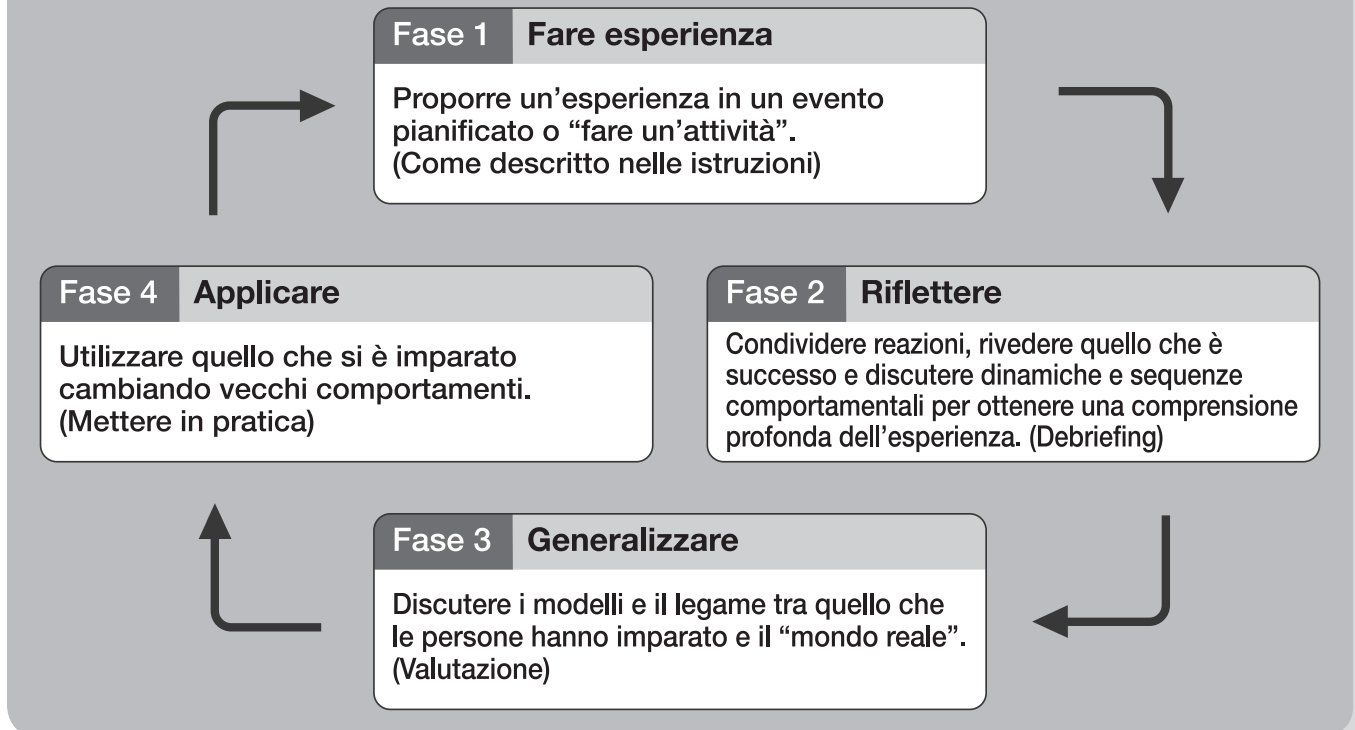 Fase 1 Fare esperienza
Proporre un’esperienza in un evento
pianificato o “fare un’attività”.
(Come descritto nelle istruzioni)
Fase 2 Riflettere
Condividere reazioni, rivedere quello che è
successo e discutere dinamiche e sequenze
comportamentali per ottenere una comprensione
profonda dell’esperienza. (Debriefing)
Fase 3 Generalizzare
Discutere i modelli e il legame tra quello che
le persone hanno imparato e il “mondo reale”.
(Valutazione)
Fase 4 Applicare
Utilizzare quello che si è imparato
cambiando vecchi comportamenti.
(Mettere in pratica)